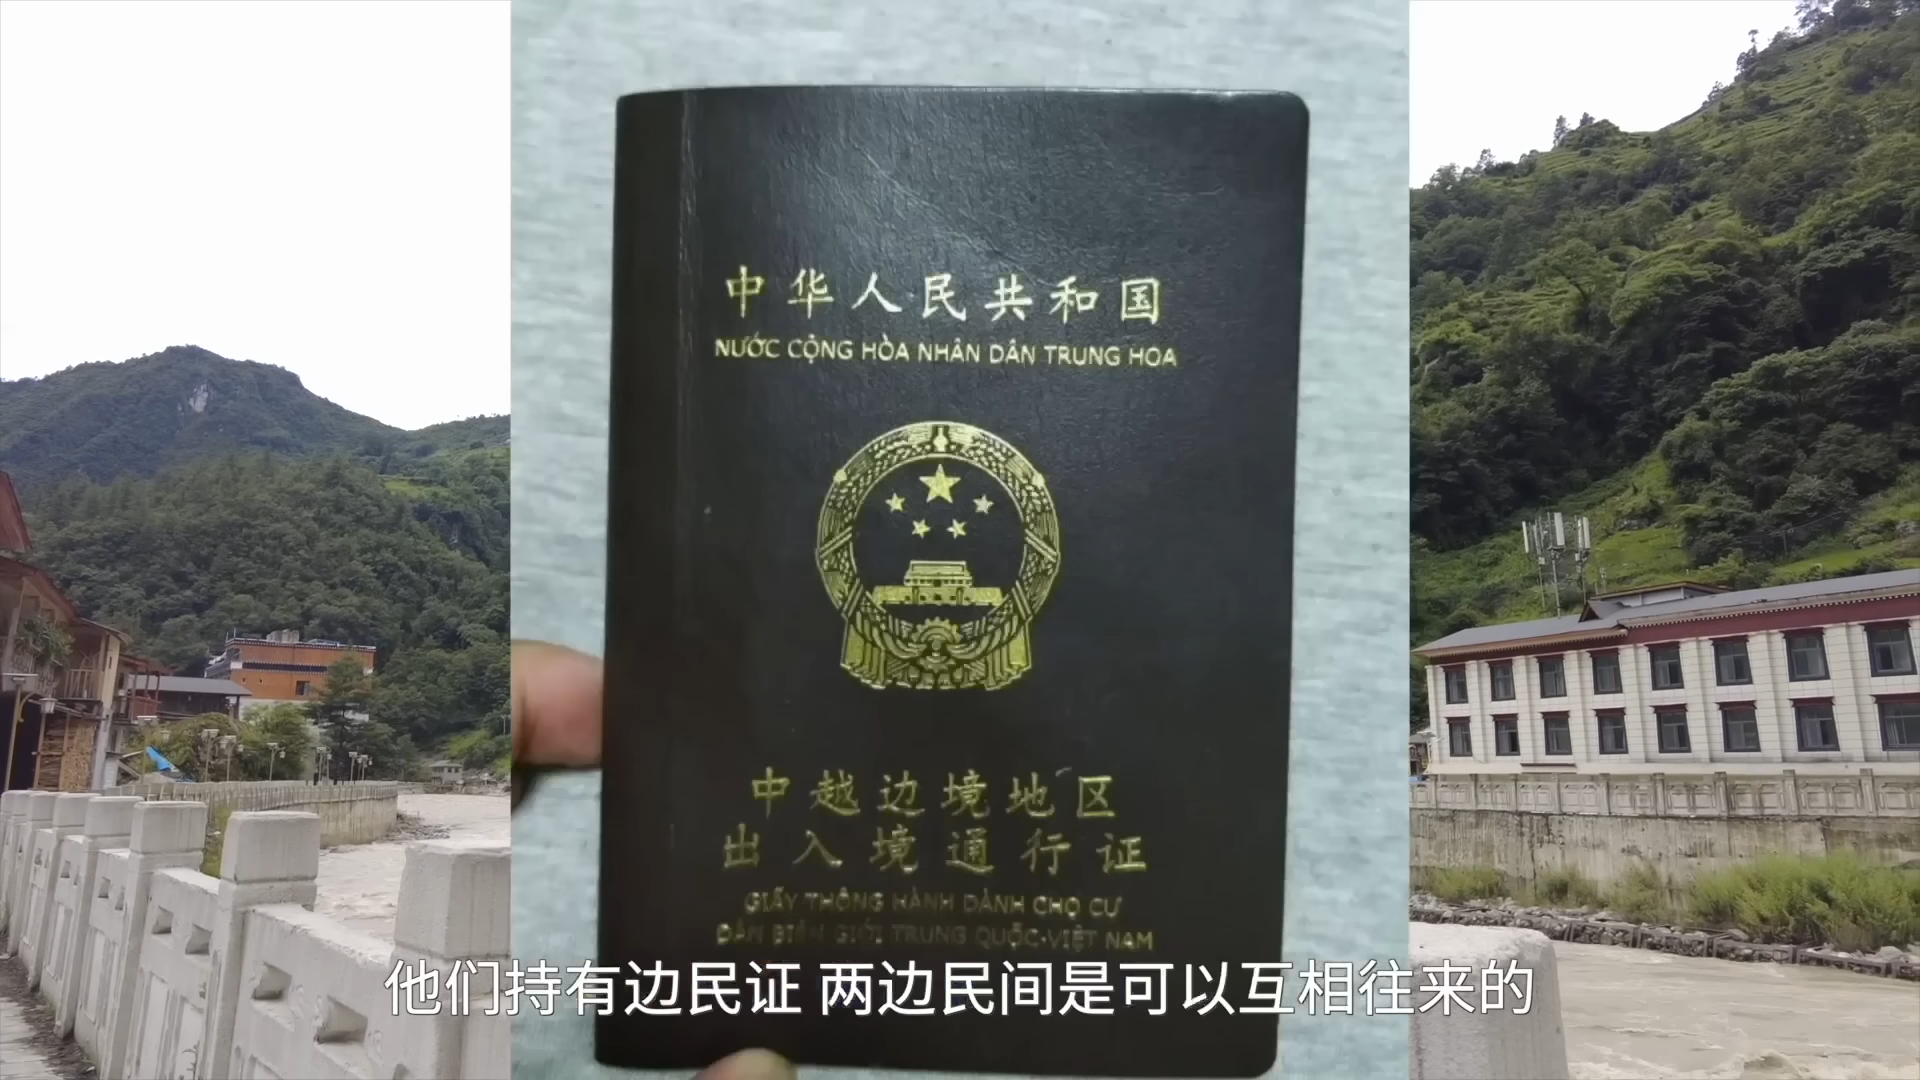 中华人民共和国
NƯỚC CỘNG HÒA NHÂN DÂN TRUNG HOA
中越边境地区
出入境通行证
GIẤY THÔNG HÀNH DÀNH CHO CƯ
DÂN BIÊN GIỚI TRUNG QUỐC-VIỆT NAM
他们持有边民证 两边民间是可以互相往来的